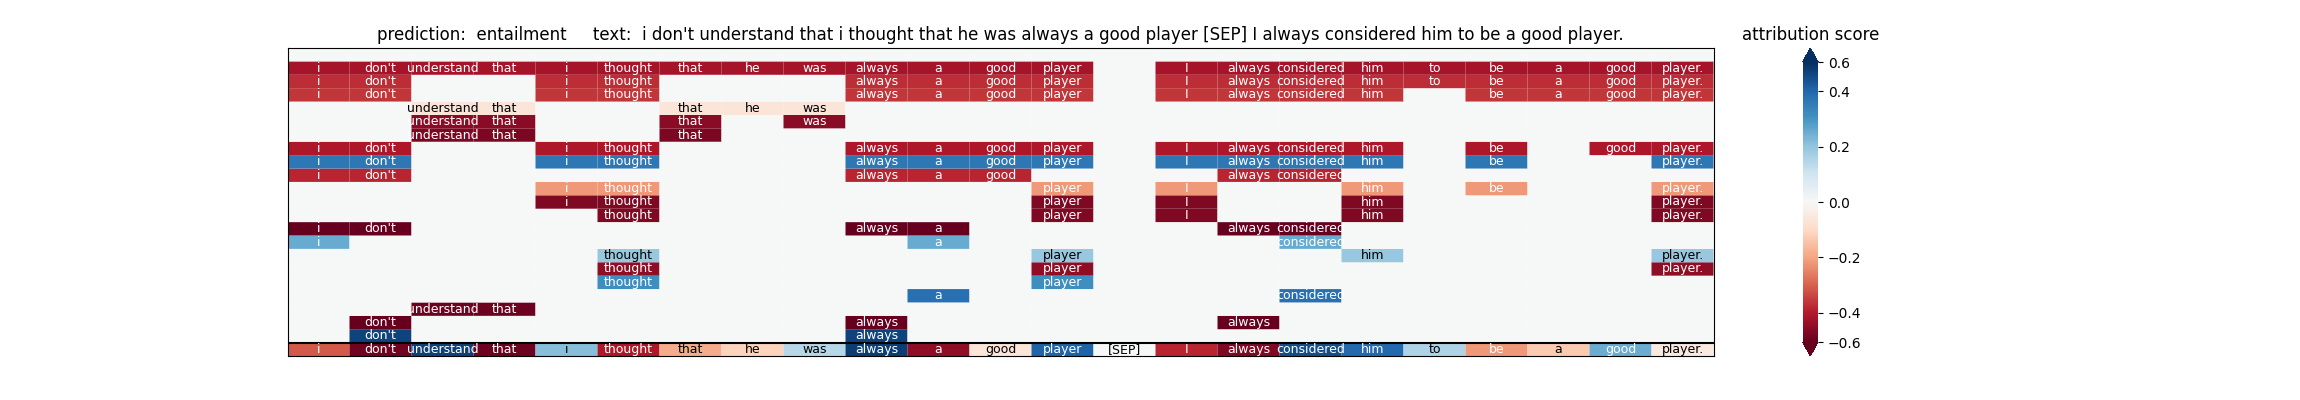 prediction: entailment text: i don't understand that i thought that he was always a good player [SEP] I always considered him to be a good player.
attribution score
i don't understand that i thought that he was always a good player I always considered him to be a good player.
i don't i thought always a good player I always considered him to be a good player.
i don't i thought always a good player I always considered him be a good player.
understand that that he was
understand that that was
understand that that
i don't i thought always a good player I always considered him be good player.
i don't i thought always a good player I always considered him be player.
i don't always a good always considered
i thought player I him be player.
i thought player I him player.
thought player I him player.
i don't always a always considered
i a considered
thought player him player.
thought player player.
thought player
a considered
understand that
don't always always
don't always
i don't understand that i thought that he was always a good player [SEP] I always considered him to be a good player.
0.6
0.4
0.2
0.0
−0.2
−0.4
−0.6